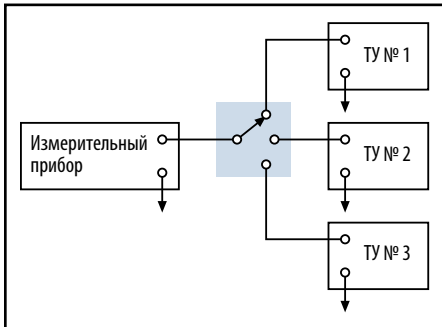 ТУ № 1
Измерительный
прибор
ТУ № 2
ТУ № 3